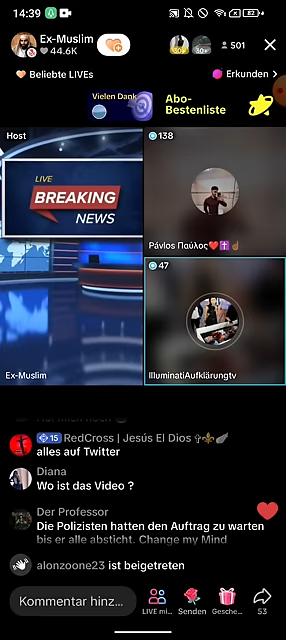 14:39
Ex-Muslim
44.6K
30+
501
Beliebte LIVEs
Erkunden >
Vielen Dank
Abo-
Bestenliste
Host
138
LIVE
BREAKING
NEWS
Pávlos Παύλος
47
Ex-Muslim
IlluminatiAufklärungtv
15 RedCross | Jesús El Dios
alles auf Twitter
Diana
Wo ist das Video ?
Der Professor
Die Polizisten hatten den Auftrag zu warten
bis er alle absticht. Change my Mind
alonzoone23 ist beigetreten
Kommentar hinz...
LIVE mi...
Senden
Gesche...
53